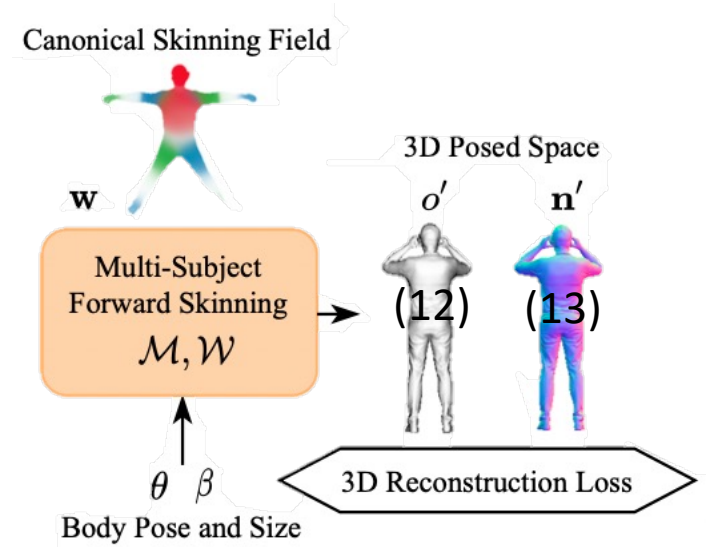 Canonical Skinning Field
w
Multi-Subject
Forward Skinning
ℳ, 𝒲
θ β
Body Pose and Size
3D Posed Space
o′ n′
(12) (13)
3D Reconstruction Loss